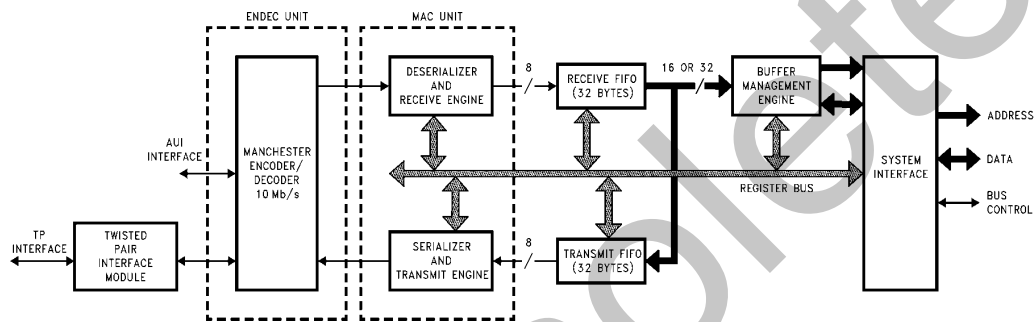 ENDEC UNIT
MAC UNIT
DESERIALIZER
AND
RECEIVE ENGINE
8
RECEIVE FIFO
(32 BYTES)
16 OR 32
BUFFER
MANAGEMENT
ENGINE
ADDRESS
AUI
INTERFACE
MANCHESTER
ENCODER/
DECODER
10 Mb/s
REGISTER BUS
SYSTEM
INTERFACE
DATA
BUS
CONTROL
TP
INTERFACE
TWISTED
PAIR
INTERFACE
MODULE
SERIALIZER
AND
TRANSMIT ENGINE
8
TRANSMIT FIFO
(32 BYTES)
olete